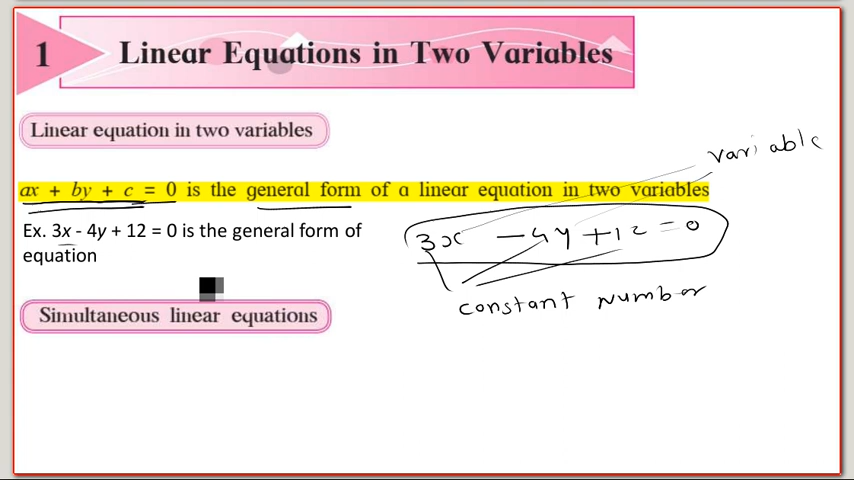 1 Linear Equations in Two Variables
Linear equation in two variables
variable
ax + by + c = 0 is the general form of a linear equation in two variables
Ex. 3x - 4y + 12 = 0 is the general form of
equation
3x - 4y + 12 = 0
constant number
Simultaneous linear equations